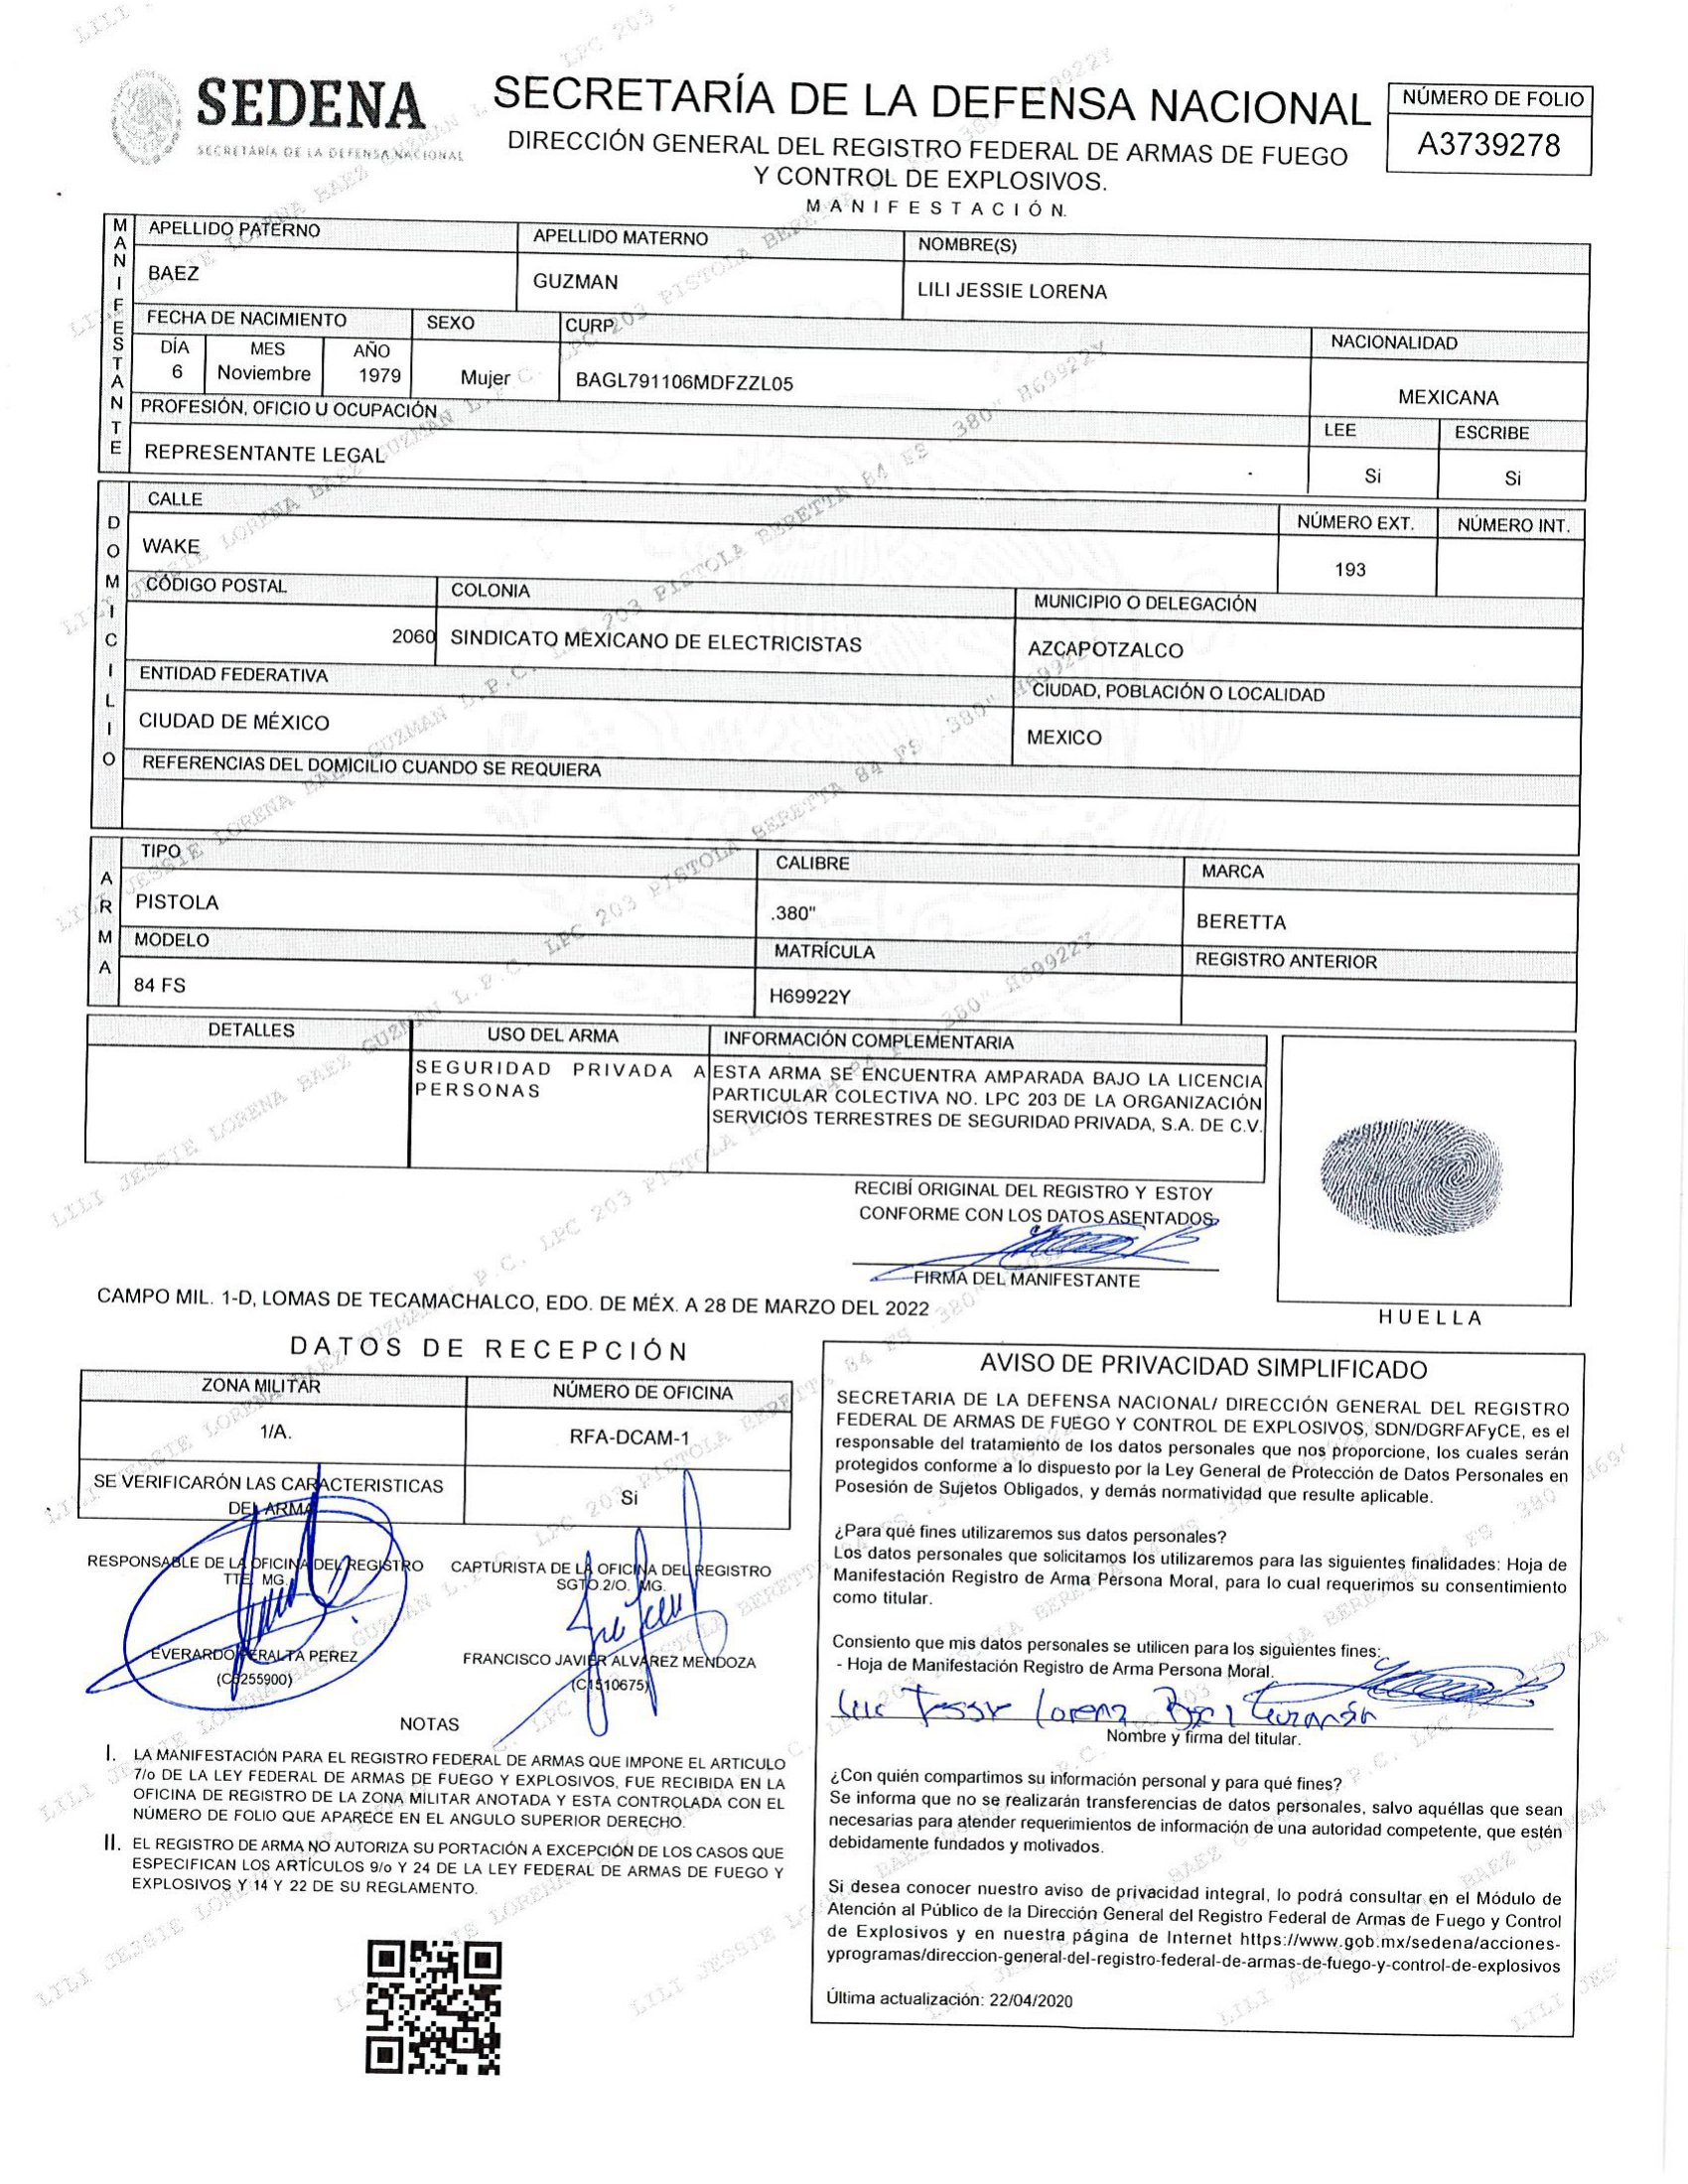 SEDENA
SECRETARÍA DE LA DEFENSA NACIONAL
SECRETARÍA DE LA DEFENSA NACIONAL
DIRECCIÓN GENERAL DEL REGISTRO FEDERAL DE ARMAS DE FUEGO
Y CONTROL DE EXPLOSIVOS.
MANIFESTACIÓN.
NÚMERO DE FOLIO
A3739278
MANIFESTANTE
APELLIDO PATERNO APELLIDO MATERNO NOMBRE(S)
BAEZ GUZMAN LILI JESSIE LORENA
FECHA DE NACIMIENTO SEXO CURP NACIONALIDAD
DÍA MES AÑO
6 Noviembre 1979 Mujer BAGL791106MDFZZL05 MEXICANA
PROFESIÓN, OFICIO U OCUPACIÓN LEE ESCRIBE
REPRESENTANTE LEGAL Si Si
DOMICILIO
CALLE NÚMERO EXT. NÚMERO INT.
WAKE 193
CÓDIGO POSTAL COLONIA MUNICIPIO O DELEGACIÓN
2060 SINDICATO MEXICANO DE ELECTRICISTAS AZCAPOTZALCO
ENTIDAD FEDERATIVA CIUDAD, POBLACIÓN O LOCALIDAD
CIUDAD DE MÉXICO MEXICO
REFERENCIAS DEL DOMICILIO CUANDO SE REQUIERA
ARMA
TIPO CALIBRE MARCA
PISTOLA .380" BERETTA
MODELO MATRÍCULA REGISTRO ANTERIOR
84 FS H69922Y
DETALLES USO DEL ARMA INFORMACIÓN COMPLEMENTARIA
SEGURIDAD PRIVADA A
PERSONAS
ESTA ARMA SE ENCUENTRA AMPARADA BAJO LA LICENCIA
PARTICULAR COLECTIVA NO. LPC 203 DE LA ORGANIZACIÓN
SERVICIOS TERRESTRES DE SEGURIDAD PRIVADA, S.A. DE C.V.
RECIBÍ ORIGINAL DEL REGISTRO Y ESTOY
CONFORME CON LOS DATOS ASENTADOS
FIRMA DEL MANIFESTANTE
HUELLA
CAMPO MIL. 1-D, LOMAS DE TECAMACHALCO, EDO. DE MÉX. A 28 DE MARZO DEL 2022
DATOS DE RECEPCIÓN
ZONA MILITAR NÚMERO DE OFICINA
1/A. RFA-DCAM-1
SE VERIFICARÓN LAS CARACTERISTICAS
DEL ARMA
Si
RESPONSABLE DE LA OFICINA DEL REGISTRO
TTE. MG.
EVERARDO PERALTA PEREZ
(C6255900)
CAPTURISTA DE LA OFICINA DEL REGISTRO
SGTO.2/O. MG.
FRANCISCO JAVIER ALVAREZ MENDOZA
(C1510675)
NOTAS
I. LA MANIFESTACIÓN PARA EL REGISTRO FEDERAL DE ARMAS QUE IMPONE EL ARTICULO
7/o DE LA LEY FEDERAL DE ARMAS DE FUEGO Y EXPLOSIVOS, FUE RECIBIDA EN LA
OFICINA DE REGISTRO DE LA ZONA MILITAR ANOTADA Y ESTA CONTROLADA CON EL
NÚMERO DE FOLIO QUE APARECE EN EL ANGULO SUPERIOR DERECHO.
II. EL REGISTRO DE ARMA NO AUTORIZA SU PORTACIÓN A EXCEPCIÓN DE LOS CASOS QUE
ESPECIFICAN LOS ARTÍCULOS 9/o Y 24 DE LA LEY FEDERAL DE ARMAS DE FUEGO Y
EXPLOSIVOS Y 14 Y 22 DE SU REGLAMENTO.
AVISO DE PRIVACIDAD SIMPLIFICADO
SECRETARIA DE LA DEFENSA NACIONAL/ DIRECCIÓN GENERAL DEL REGISTRO
FEDERAL DE ARMAS DE FUEGO Y CONTROL DE EXPLOSIVOS, SDN/DGRFAFyCE, es el
responsable del tratamiento de los datos personales que nos proporcione, los cuales serán
protegidos conforme a lo dispuesto por la Ley General de Protección de Datos Personales en
Posesión de Sujetos Obligados, y demás normatividad que resulte aplicable.
¿Para qué fines utilizaremos sus datos personales?
Los datos personales que solicitamos los utilizaremos para las siguientes finalidades: Hoja de
Manifestación Registro de Arma Persona Moral, para lo cual requerimos su consentimiento
como titular.
Consiento que mis datos personales se utilicen para los siguientes fines:
- Hoja de Manifestación Registro de Arma Persona Moral.
Lorena Guzmán
Nombre y firma del titular.
¿Con quién compartimos su información personal y para qué fines?
Se informa que no se realizarán transferencias de datos personales, salvo aquéllas que sean
necesarias para atender requerimientos de información de una autoridad competente, que estén
debidamente fundados y motivados.
Si desea conocer nuestro aviso de privacidad integral, lo podrá consultar en el Módulo de
Atención al Público de la Dirección General del Registro Federal de Armas de Fuego y Control
de Explosivos y en nuestra página de Internet https://www.gob.mx/sedena/acciones-
yprogramas/direccion-general-del-registro-federal-de-armas-de-fuego-y-control-de-explosivos
Última actualización: 22/04/2020